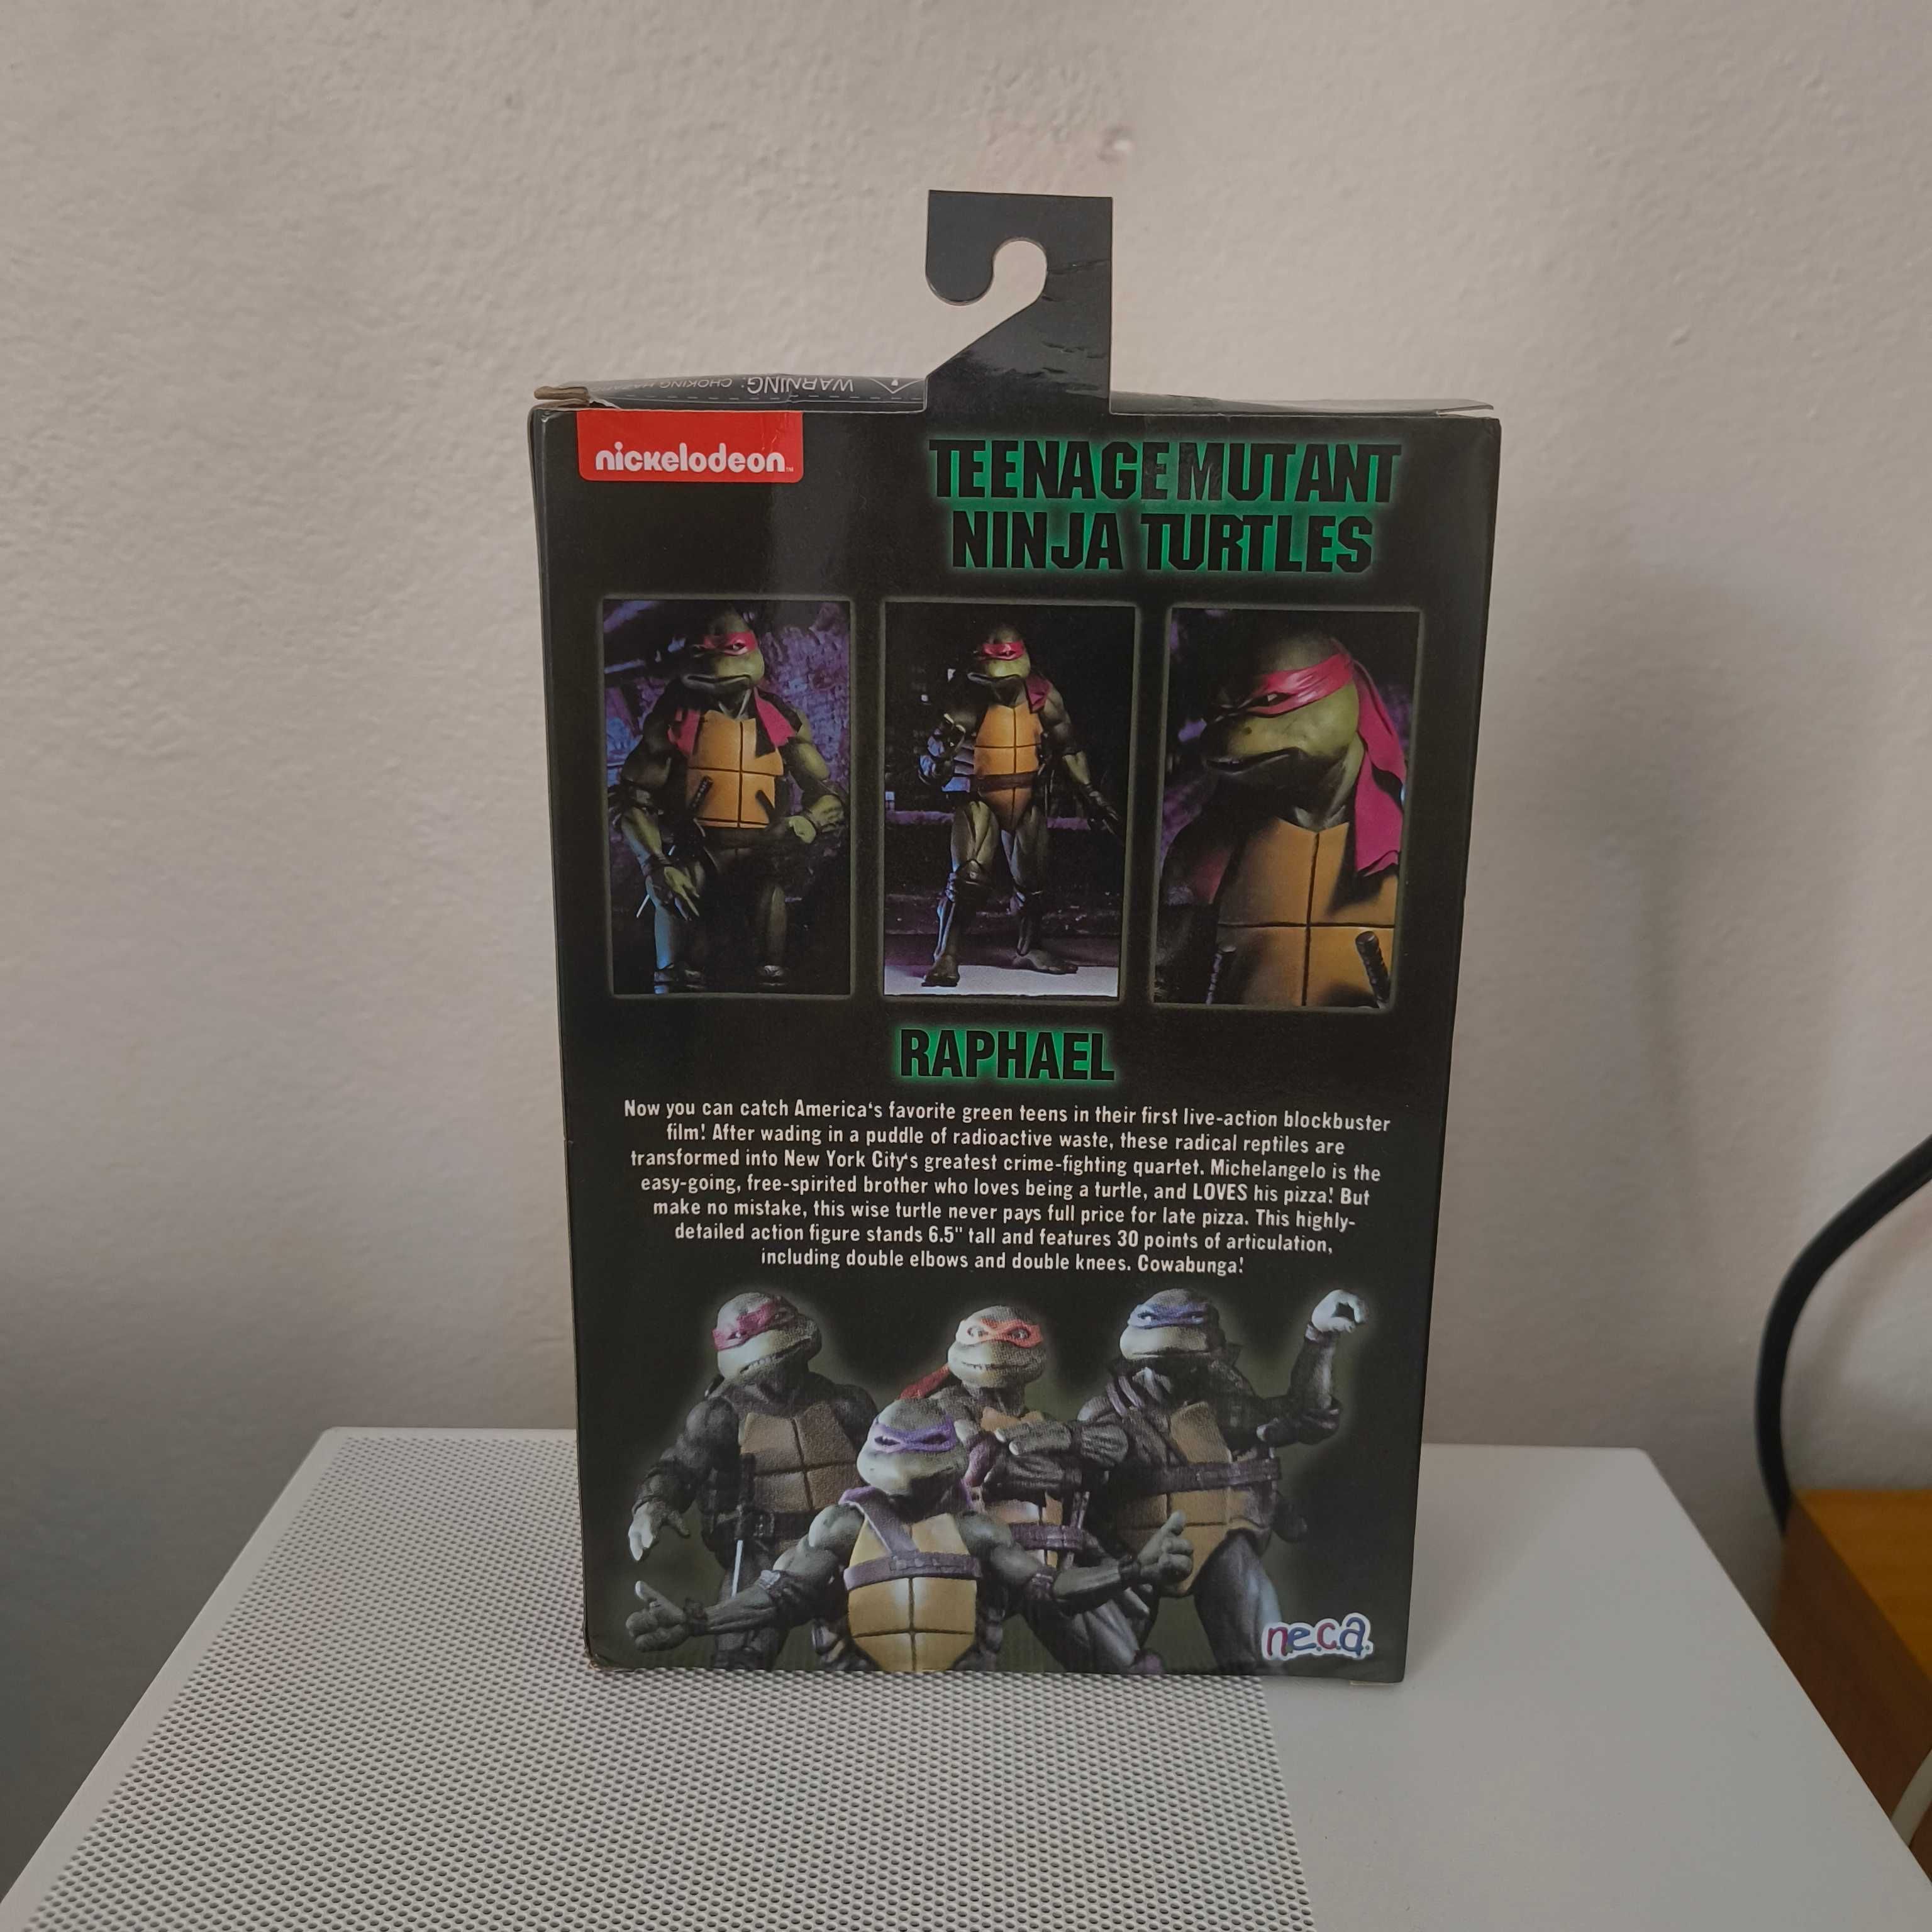 WARNING: CHOKING
nickelodeon
TEENAGE MUTANT
NINJA TURTLES
RAPHAEL
Now you can catch America's favorite green teens in their first live-action blockbuster
film! After wading in a puddle of radioactive waste, these radical reptiles are
transformed into New York City's greatest crime-fighting quartet. Michelangelo is the
easy-going, free-spirited brother who loves being a turtle, and LOVES his pizza! But
make no mistake, this wise turtle never pays full price for late pizza. This highly-
detailed action figure stands 6.5" tall and features 30 points of articulation,
including double elbows and double knees. Cowabunga!
n.e.c.a.